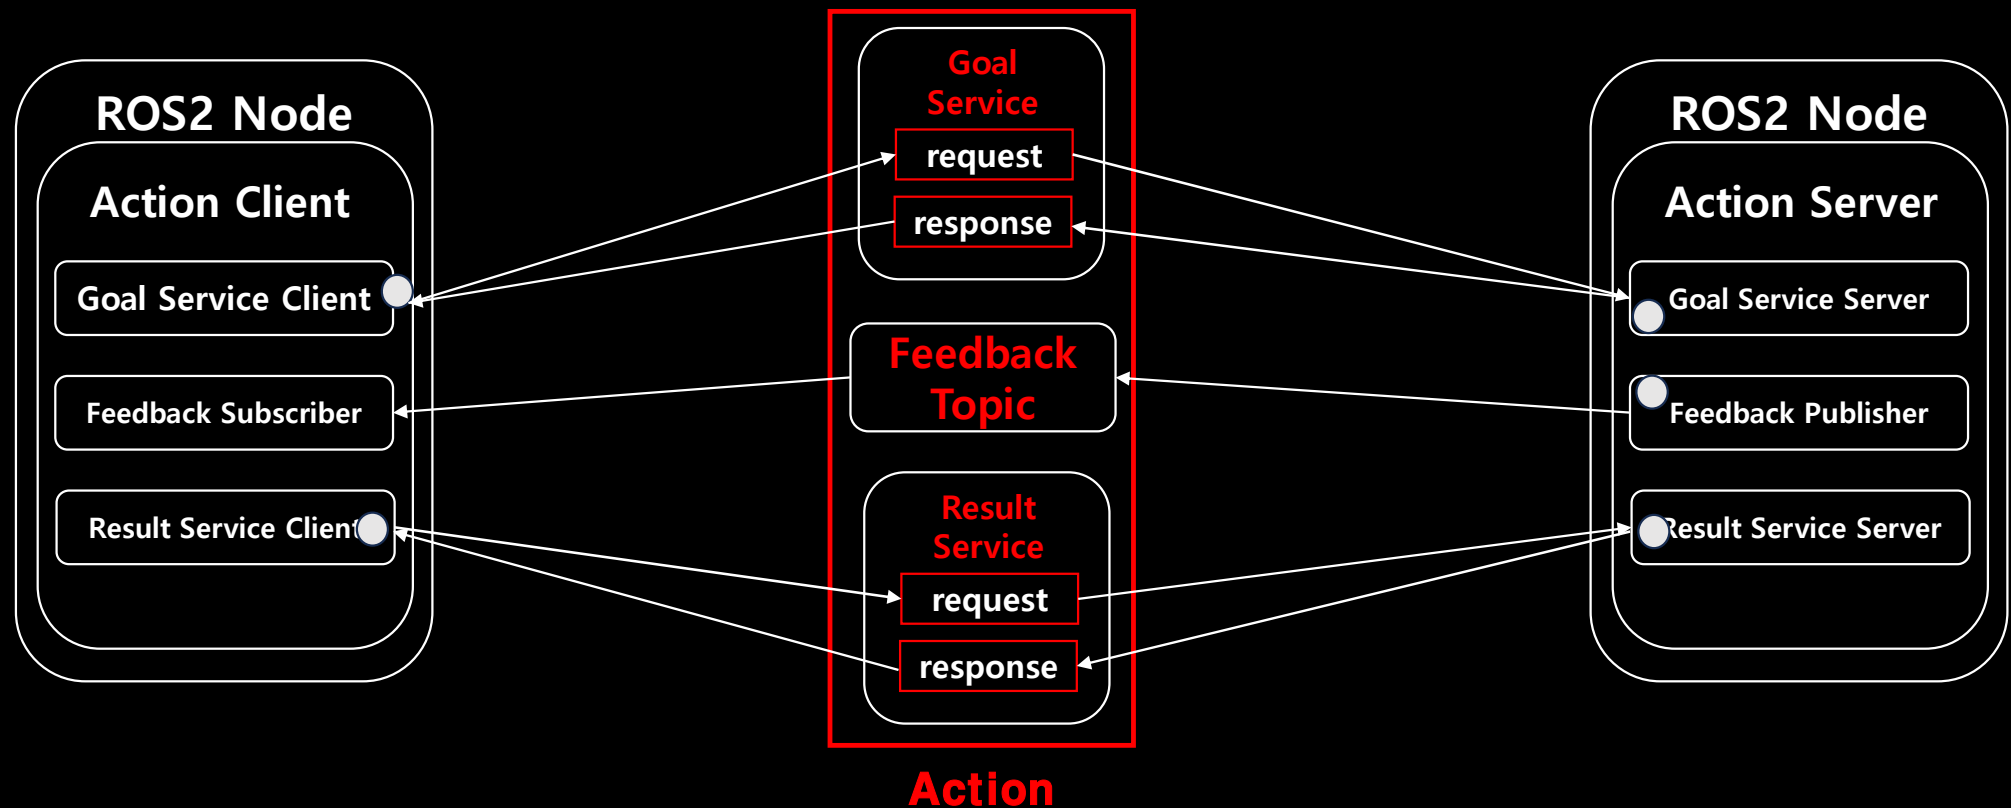 ROS2 Node
Action Client
Goal Service Client
Feedback Subscriber
Result Service Client
Goal
Service
request
response
Feedback
Topic
Result
Service
request
response
Action
ROS2 Node
Action Server
Goal Service Server
Feedback Publisher
Result Service Server